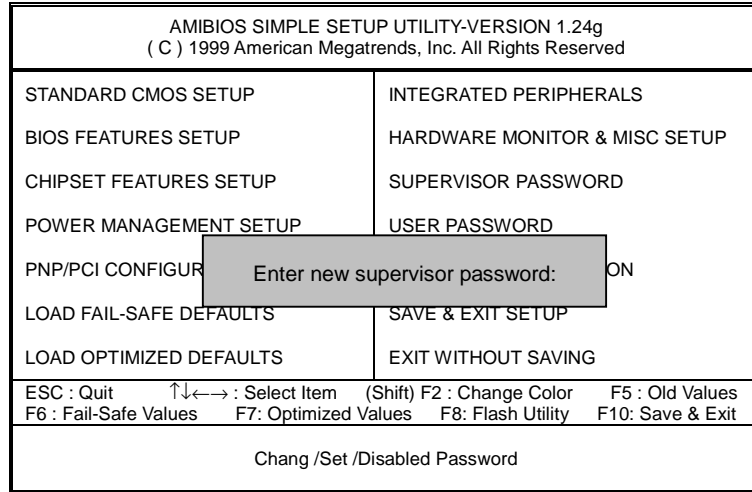 AMIBIOS SIMPLE SETUP UTILITY-VERSION 1.24g
( C ) 1999 American Megatrends, Inc. All Rights Reserved
STANDARD CMOS SETUP
BIOS FEATURES SETUP
CHIPSET FEATURES SETUP
POWER MANAGEMENT SETUP
PNP/PCI CONFIGUR
LOAD FAIL-SAFE DEFAULTS
LOAD OPTIMIZED DEFAULTS
INTEGRATED PERIPHERALS
HARDWARE MONITOR & MISC SETUP
SUPERVISOR PASSWORD
USER PASSWORD
ON
SAVE & EXIT SETUP
EXIT WITHOUT SAVING
Enter new supervisor password:
ESC : Quit ↑↓←→ : Select Item (Shift) F2 : Change Color F5 : Old Values
F6 : Fail-Safe Values F7: Optimized Values F8: Flash Utility F10: Save & Exit
Chang /Set /Disabled Password